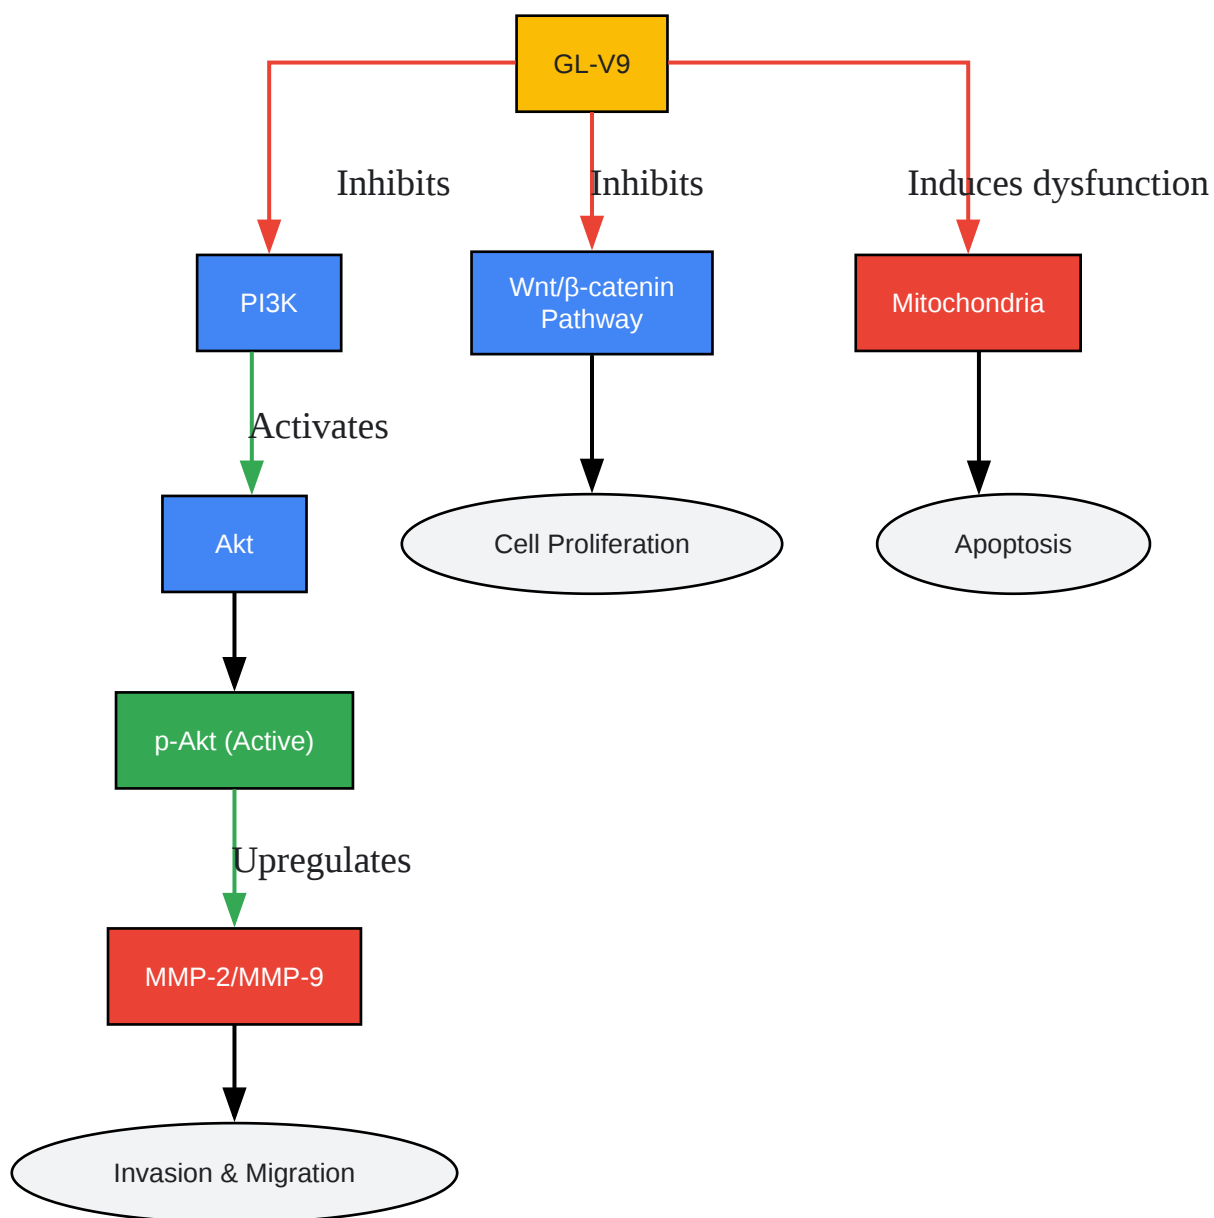 GL-V9
Inhibits
Inhibits
Induces dysfunction
PI3K
Wnt/β-catenin
Pathway
Mitochondria
Activates
Akt
Cell Proliferation
Apoptosis
p-Akt (Active)
Upregulates
MMP-2/MMP-9
Invasion & Migration